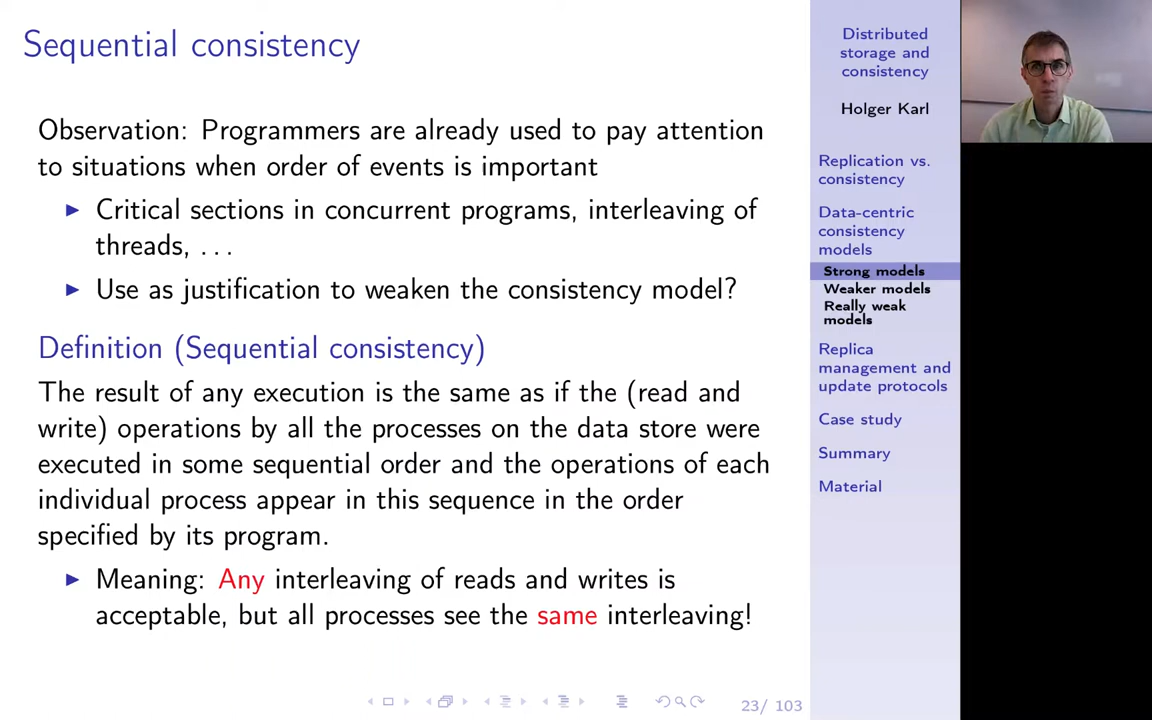 Sequential consistency
Observation: Programmers are already used to pay attention
to situations when order of events is important
▶ Critical sections in concurrent programs, interleaving of
threads, ...
▶ Use as justification to weaken the consistency model?
Definition (Sequential consistency)
The result of any execution is the same as if the (read and
write) operations by all the processes on the data store were
executed in some sequential order and the operations of each
individual process appear in this sequence in the order
specified by its program.
▶ Meaning: Any interleaving of reads and writes is
acceptable, but all processes see the same interleaving!
23/ 103
Distributed
storage and
consistency
Holger Karl
Replication vs.
consistency
Data-centric
consistency
models
Strong models
Weaker models
Really weak
models
Replica
management and
update protocols
Case study
Summary
Material